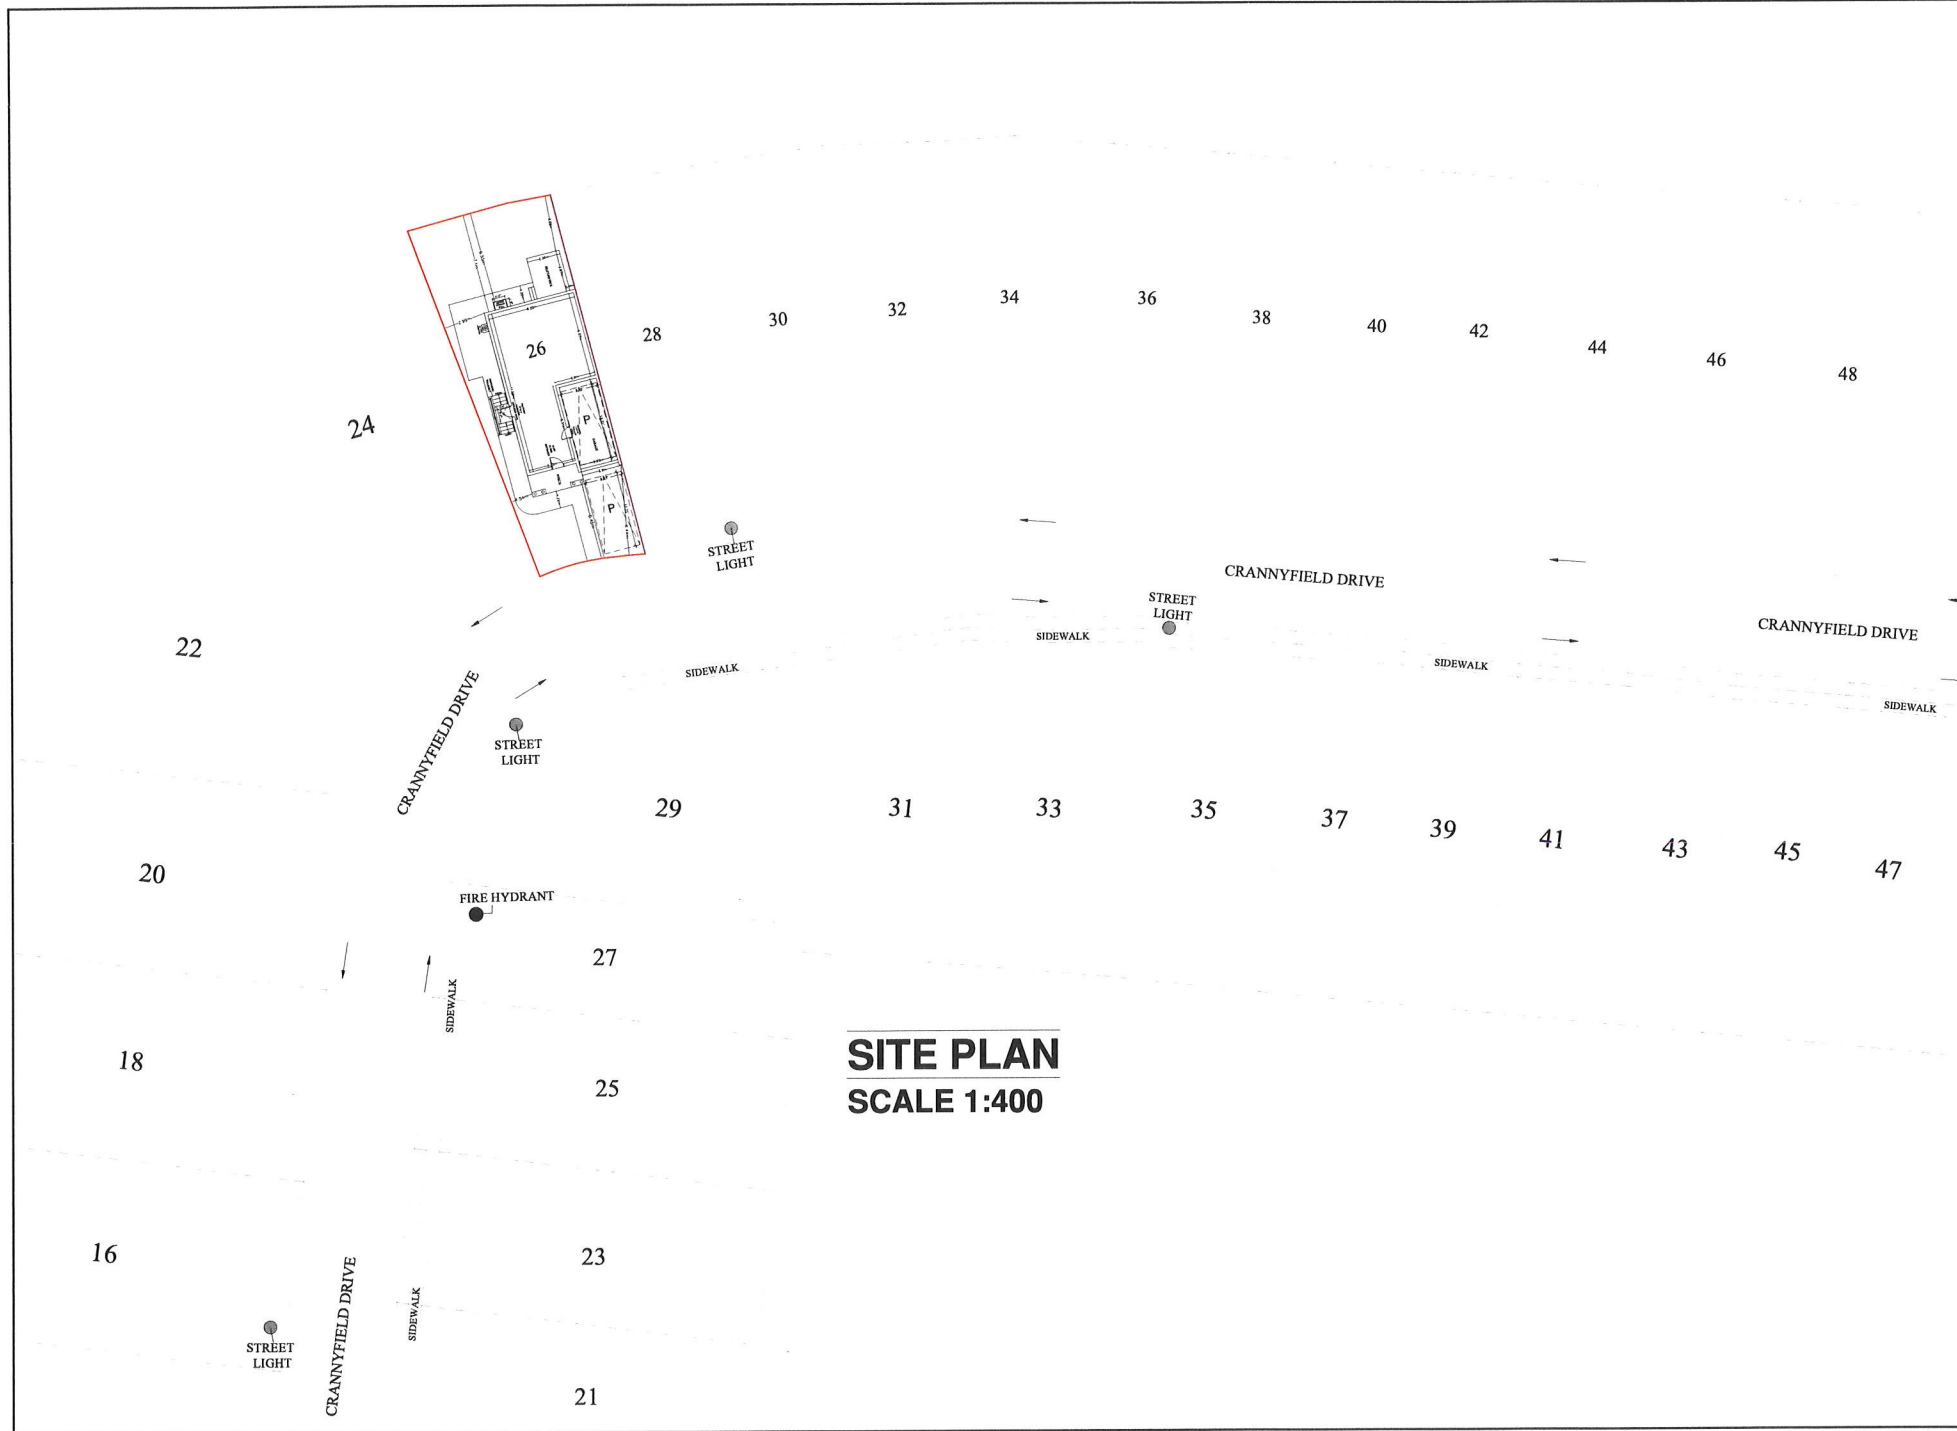 26
P
P
24
28
30
32
34
36
38
40
42
44
46
48
STREET
LIGHT
CRANNYFIELD DRIVE
STREET
LIGHT
SIDEWALK
CRANNYFIELD DRIVE
22
SIDEWALK
SIDEWALK
SIDEWALK
CRANNYFIELD DRIVE
STREET
LIGHT
29
31
33
35
37
39
41
43
45
47
20
FIRE HYDRANT
27
SIDEWALK
18
25
SITE PLAN
SCALE 1:400
16
23
CRANNYFIELD DRIVE
SIDEWALK
STREET
LIGHT
21